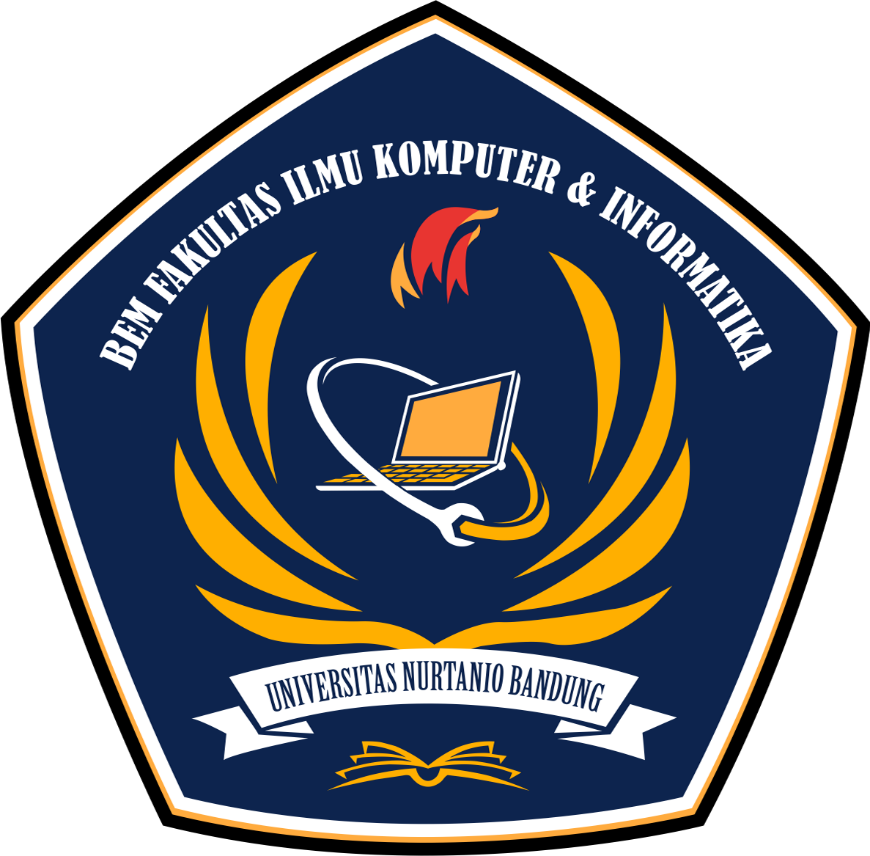 BEM FAKULTAS ILMU KOMPUTER & INFORMATIKA
UNIVERSITAS NURTANIO BANDUNG